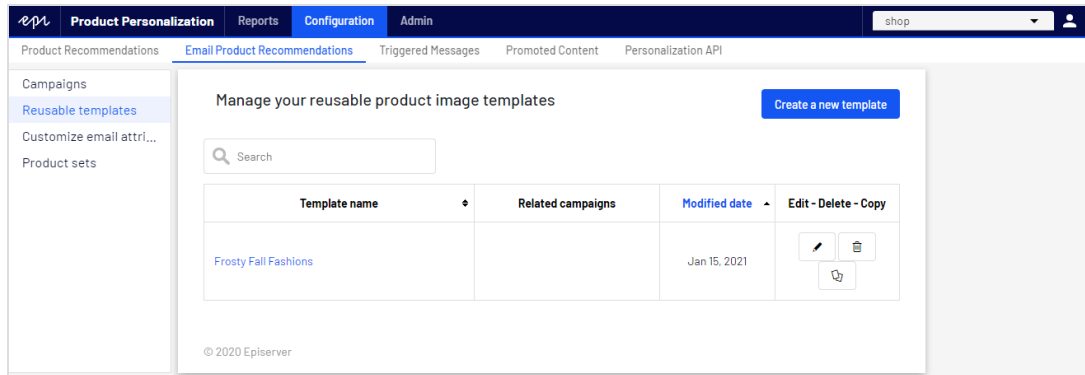 epi Product Personalization Reports Configuration Admin shop
Product Recommendations Email Product Recommendations Triggered Messages Promoted Content Personalization API
Campaigns
Reusable templates
Customize email attri...
Product sets
Manage your reusable product image templates
Create a new template
Search
Template name Related campaigns Modified date Edit - Delete - Copy
Frosty Fall Fashions Jan 15, 2021
© 2020 Episerver